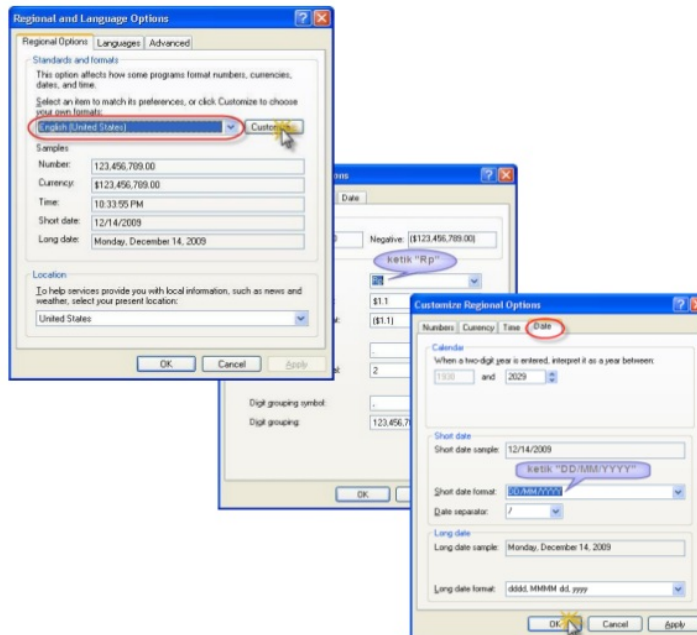 Regional and Language Options
Regional Options Languages Advanced
Standards and formats
This option affects how some programs format numbers, currencies,
dates, and time.
Select an item to match its preferences, or click Customize to choose
your own formats:
English (United States)
Samples
Number: 123,456,789.00
Currency: $123,456,789.00
Time: 10:33:55 PM
Short date: 12/14/2009
Long date: Monday, December 14, 2009
Location
To help services provide you with local information, such as news and
weather, select your present location:
United States
OK Cancel Apply
Date
Negative: ($123,456,789.00)
ketik "Rp"
Rp
$1.1
($1.1)
.
2
Digit grouping symbol: ,
Digit grouping:
OK
Customize Regional Options
Numbers Currency Time Date
Calendar
When a two-digit year is entered, interpret it as a year between:
and 2029
Short date
Short date sample: 12/14/2009
ketik "DD/MM/YYYY"
Short date format: DD/MM/YYYY
Date separator: /
Long date
Long date sample: Monday, December 14, 2009
Long date format: dddd, MMMM dd, yyyy
OK Cancel Apply